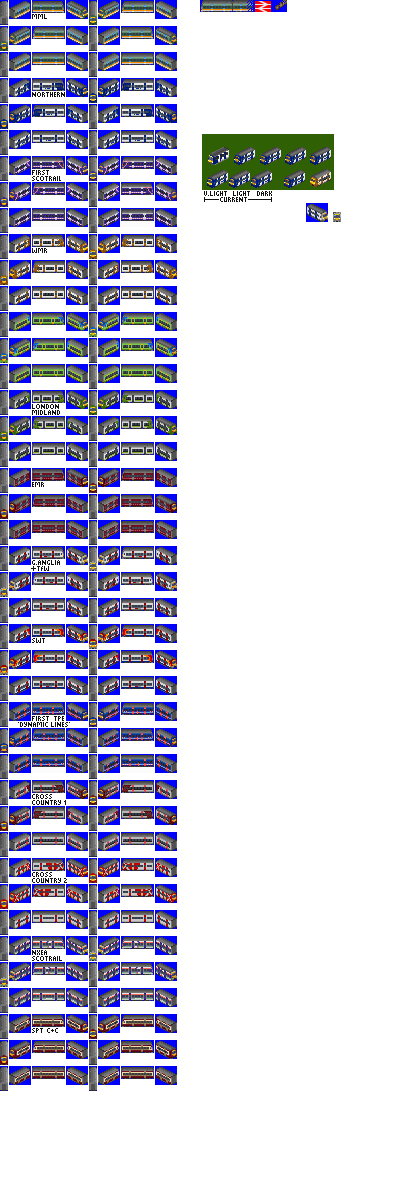 MML
NORTHERN
FIRST
SCOTRAIL
V.LIGHT LIGHT DARK
CURRENT
WMR
LONDON
MIDLAND
EMR
G.ANGLIA
+TFW
SWT
FIRST TPE
'DYNAMIC LINES'
CROSS
COUNTRY 1
CROSS
COUNTRY 2
NXEA
SCOTRAIL
SPT C+C